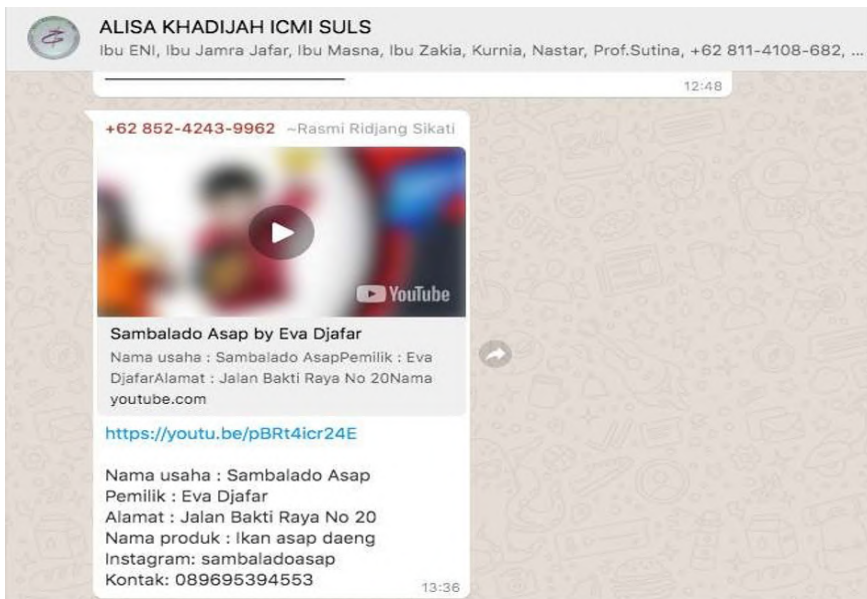 ALISA KHADIJAH ICMI SULS
Ibu ENI, Ibu Jamra Jafar, Ibu Masna, Ibu Zakia, Kurnia, Nastar, Prof.Sutina, +62 811-4108-682, ...
12:48
+62 852-4243-9962 ~Rasmi Ridjang Sikati
YouTube
Sambalado Asap by Eva Djafar
Nama usaha : Sambalado AsapPemilik : Eva
DjafarAlamat : Jalan Bakti Raya No 20Nama
youtube.com
https://youtu.be/pBRt4icr24E
Nama usaha : Sambalado Asap
Pemilik : Eva Djafar
Alamat : Jalan Bakti Raya No 20
Nama produk : Ikan asap daeng
Instagram: sambaladoasap
Kontak: 089695394553
13:36